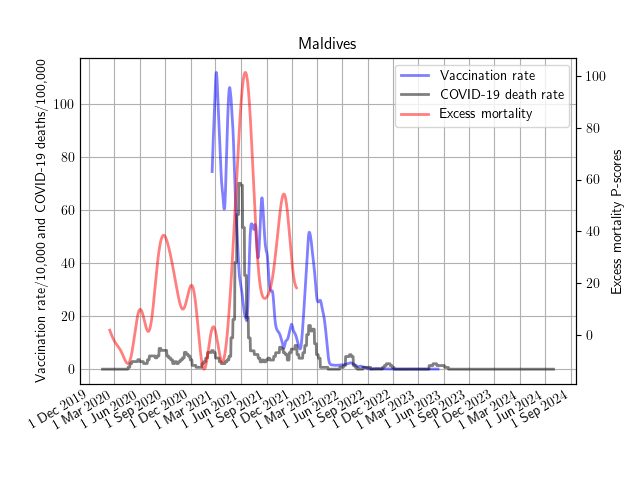 Maldives
Vaccination rate
COVID-19 death rate
Excess mortality
Vaccination rate/10,000 and COVID-19 deaths/100,000
100
80
60
40
20
0
Excess mortality P-scores
100
80
60
40
20
0
1 Dec 2019
1 Mar 2020
1 Jun 2020
1 Sep 2020
1 Dec 2020
1 Mar 2021
1 Jun 2021
1 Sep 2021
1 Dec 2021
1 Mar 2022
1 Jun 2022
1 Sep 2022
1 Dec 2022
1 Mar 2023
1 Jun 2023
1 Sep 2023
1 Dec 2023
1 Mar 2024
1 Jun 2024
1 Sep 2024